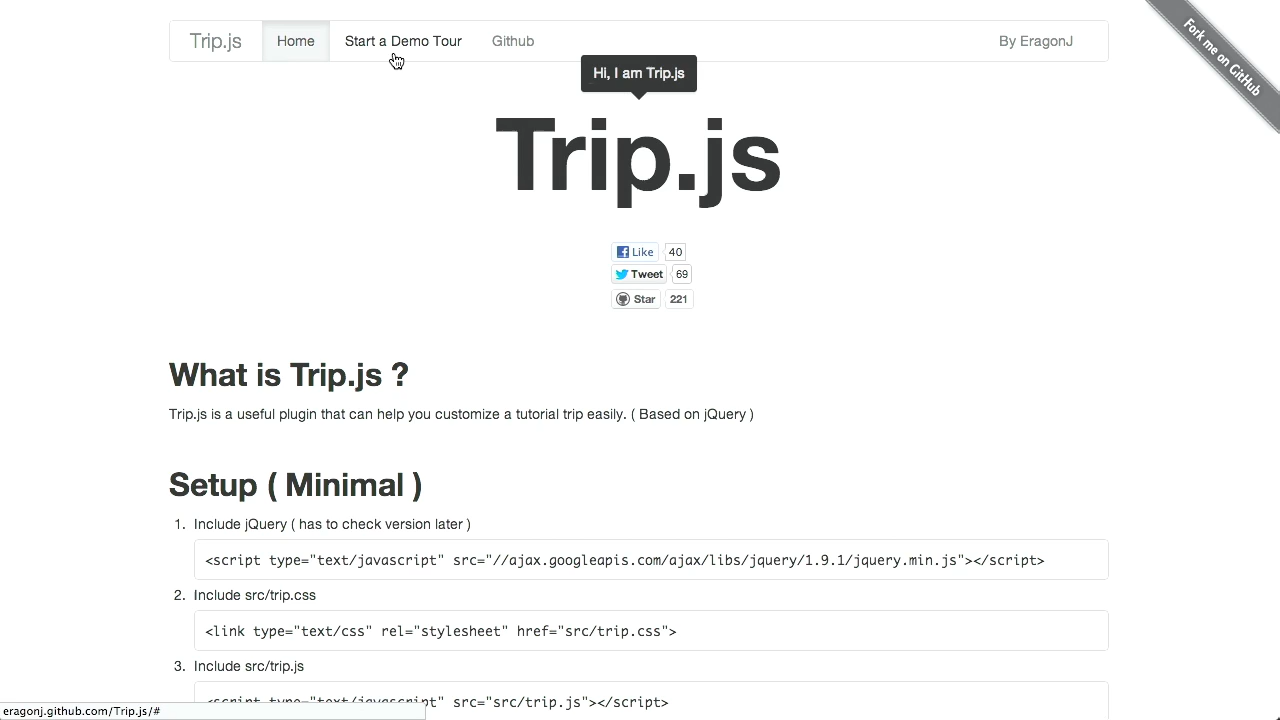 Trip.js Home Start a Demo Tour Github By EragonJ
Fork me on GitHub
Hi, I am Trip.js
Trip.js
Like 40
Tweet 69
Star 221
What is Trip.js ?
Trip.js is a useful plugin that can help you customize a tutorial trip easily. ( Based on jQuery )
Setup ( Minimal )
1. Include jQuery ( has to check version later )
<script type="text/javascript" src="//ajax.googleapis.com/ajax/libs/jquery/1.9.1/jquery.min.js"></script>
2. Include src/trip.css
<link type="text/css" rel="stylesheet" href="src/trip.css">
3. Include src/trip.js
<script type="text/javascript" src="src/trip.js"></script>
eragonj.github.com/Trip.js/#